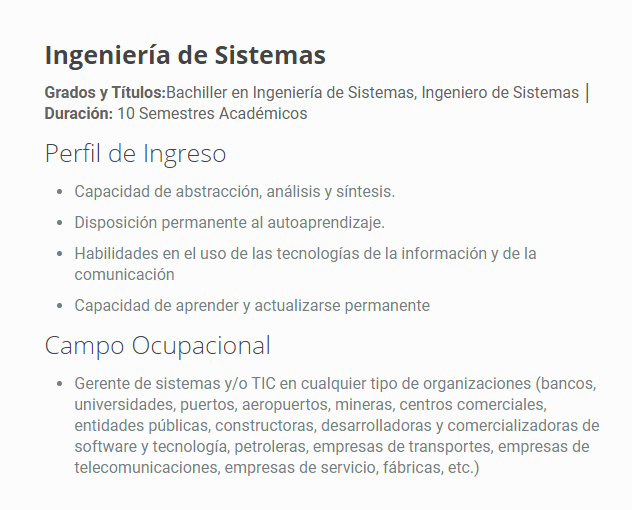 Ingeniería de Sistemas
Grados y Títulos:Bachiller en Ingeniería de Sistemas, Ingeniero de Sistemas |
Duración: 10 Semestres Académicos
Perfil de Ingreso
• Capacidad de abstracción, análisis y síntesis.
• Disposición permanente al autoaprendizaje.
• Habilidades en el uso de las tecnologías de la información y de la
comunicación
• Capacidad de aprender y actualizarse permanente
Campo Ocupacional
• Gerente de sistemas y/o TIC en cualquier tipo de organizaciones (bancos,
universidades, puertos, aeropuertos, mineras, centros comerciales,
entidades públicas, constructoras, desarrolladoras y comercializadoras de
software y tecnología, petroleras, empresas de transportes, empresas de
telecomunicaciones, empresas de servicio, fábricas, etc.)